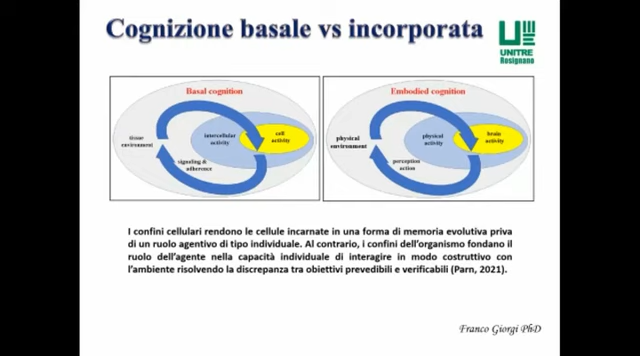 Cognizione basale vs incorporata
UNITRE
Rosignano
Basal cognition
tissue
environment
intercellular
activity
cell
activity
signaling &
adherence
Embodied cognition
physical
environment
physical
activity
brain
activity
perception
action
I confini cellulari rendono le cellule incarnate in una forma di memoria evolutiva priva
di un ruolo agentivo di tipo individuale. Al contrario, i confini dell'organismo fondano il
ruolo dell'agente nella capacità individuale di interagire in modo costruttivo con
l'ambiente risolvendo la discrepanza tra obiettivi prevedibili e verificabili (Parn, 2021).
Franco Giorgi PhD